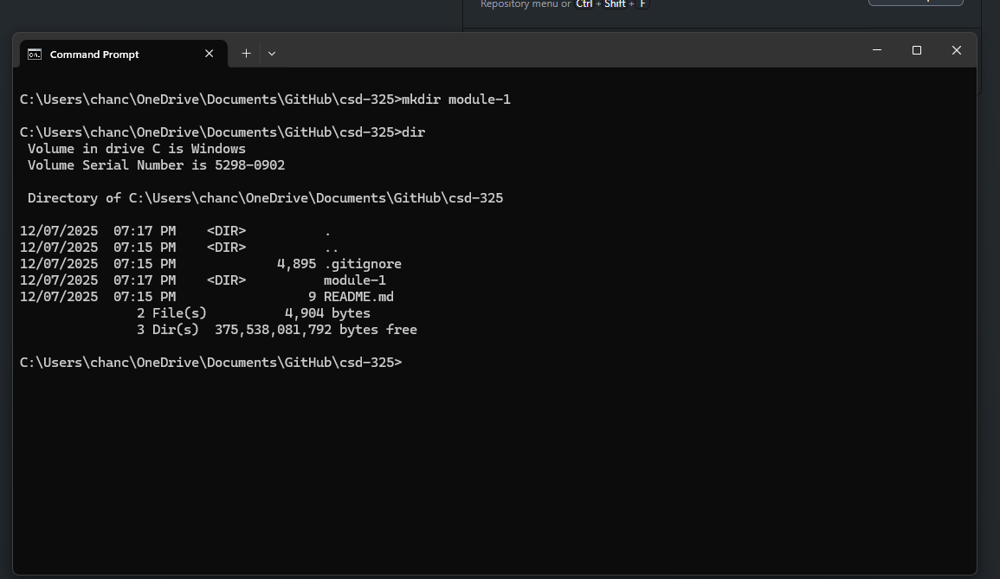 Repository menu or Ctrl + Shift + F
Command Prompt
C:\Users\chanc\OneDrive\Documents\GitHub\csd-325>mkdir module-1
C:\Users\chanc\OneDrive\Documents\GitHub\csd-325>dir
 Volume in drive C is Windows
 Volume Serial Number is 5298-0902
 Directory of C:\Users\chanc\OneDrive\Documents\GitHub\csd-325
12/07/2025  07:17 PM    <DIR>          .
12/07/2025  07:15 PM    <DIR>          ..
12/07/2025  07:15 PM             4,895 .gitignore
12/07/2025  07:17 PM    <DIR>          module-1
12/07/2025  07:15 PM                 9 README.md
               2 File(s)          4,904 bytes
               3 Dir(s)  375,538,081,792 bytes free
C:\Users\chanc\OneDrive\Documents\GitHub\csd-325>